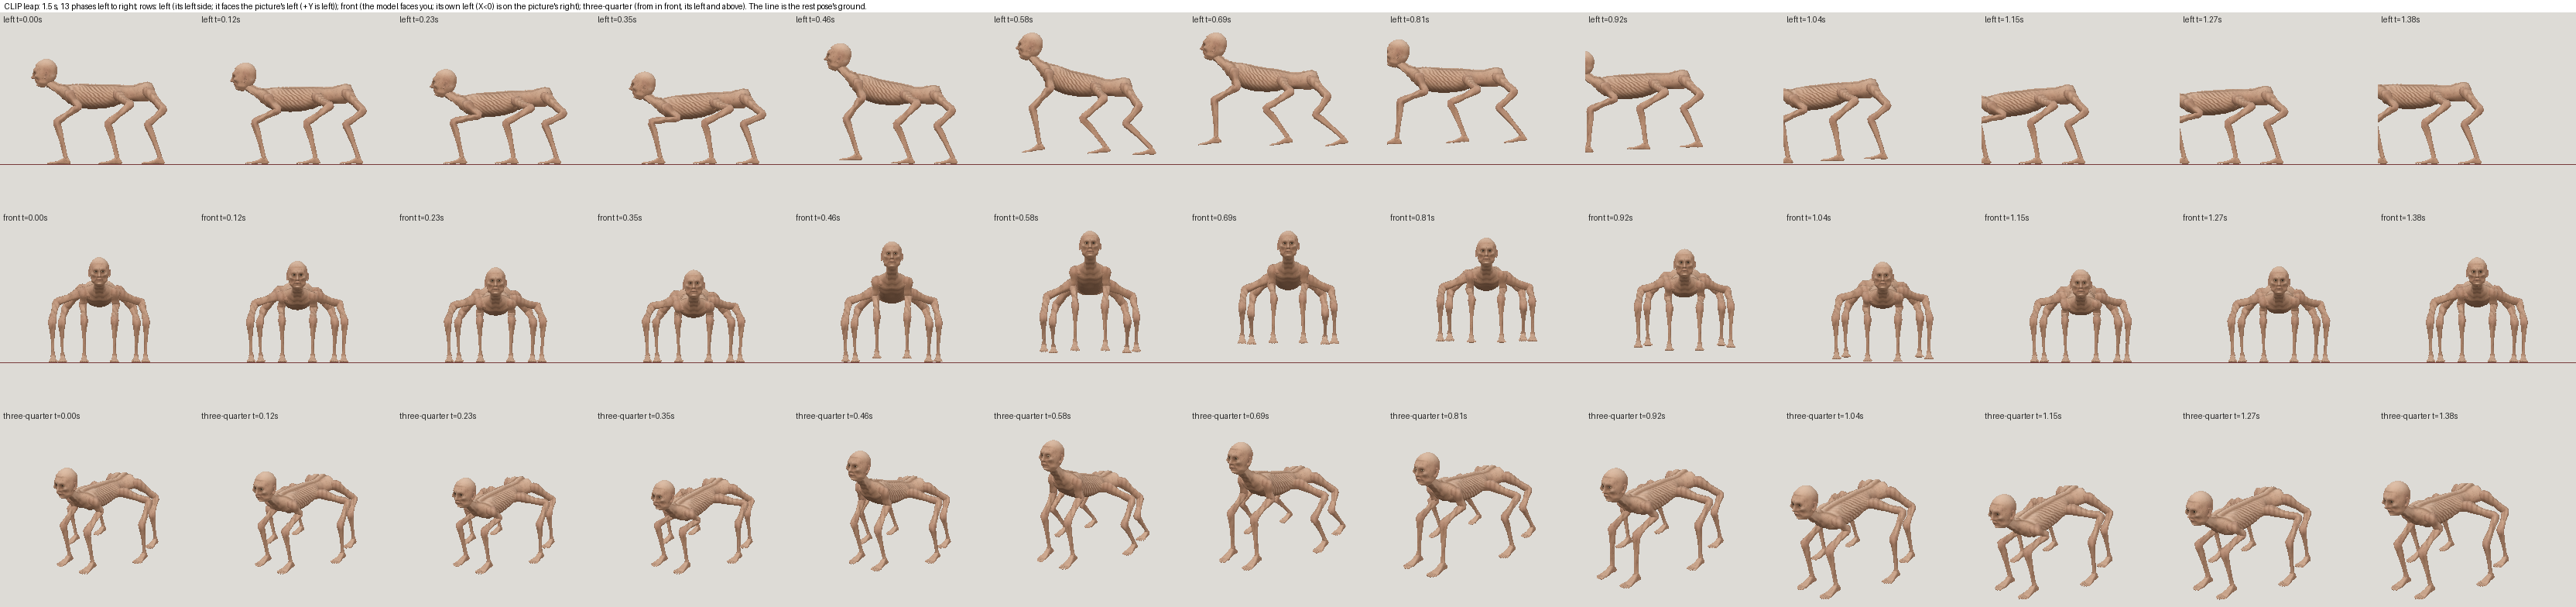 CLIP leap: 1.5 s, 13 phases left to right; rows: left (its left side; it faces the picture's left (+Y is left)); front (the model faces you; its own left (X<0) is on the picture's right); three-quarter (from in front, its left and above). The line is the rest pose's ground.
left t=0.00s left t=0.12s left t=0.23s left t=0.35s left t=0.46s left t=0.58s left t=0.69s left t=0.81s left t=0.92s left t=1.04s left t=1.15s left t=1.27s left t=1.38s
front t=0.00s front t=0.12s front t=0.23s front t=0.35s front t=0.46s front t=0.58s front t=0.69s front t=0.81s front t=0.92s front t=1.04s front t=1.15s front t=1.27s front t=1.38s
three-quarter t=0.00s three-quarter t=0.12s three-quarter t=0.23s three-quarter t=0.35s three-quarter t=0.46s three-quarter t=0.58s three-quarter t=0.69s three-quarter t=0.81s three-quarter t=0.92s three-quarter t=1.04s three-quarter t=1.15s three-quarter t=1.27s three-quarter t=1.38s